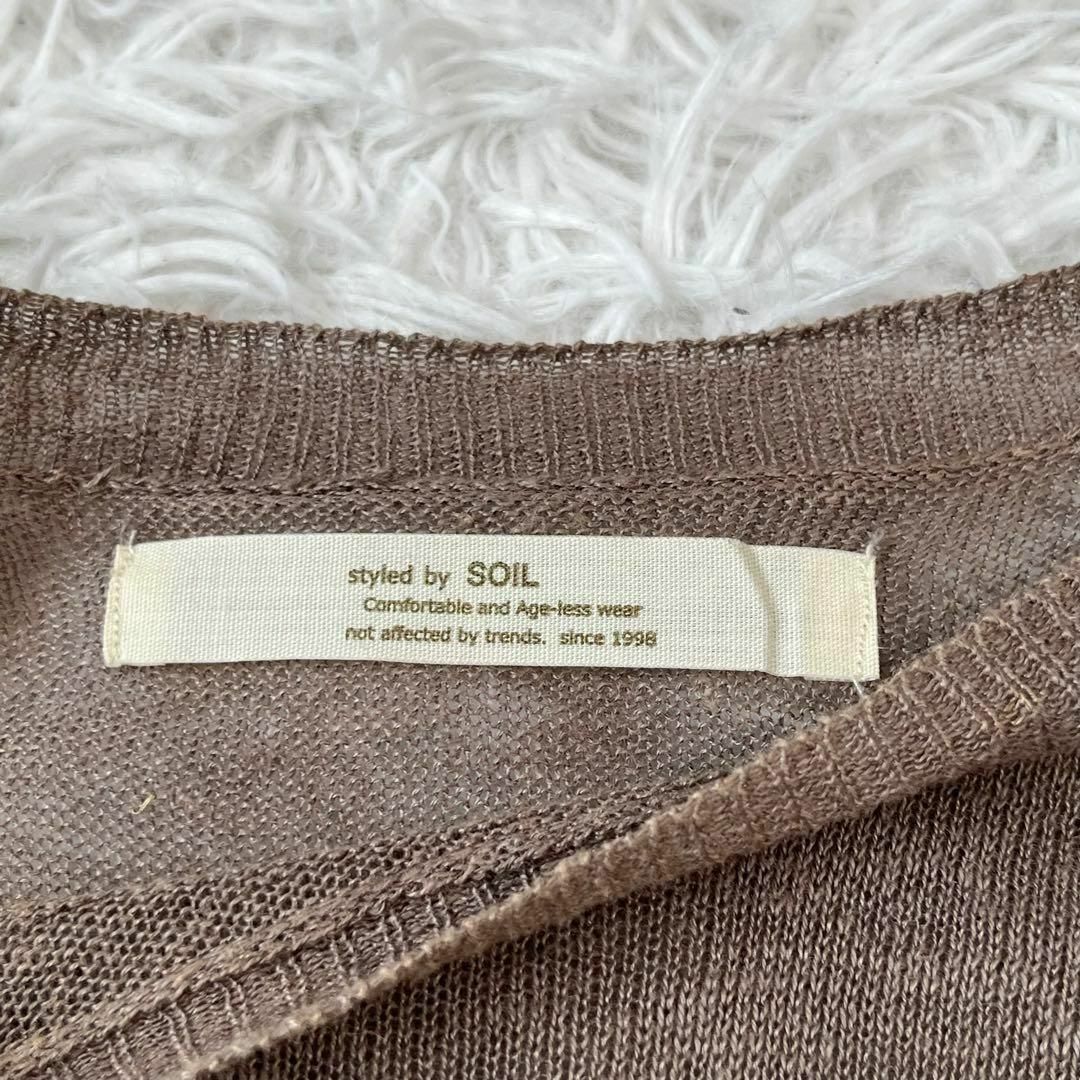 styled by SOIL
Comfortable and Age-less wear
not affected by trends. since 1998